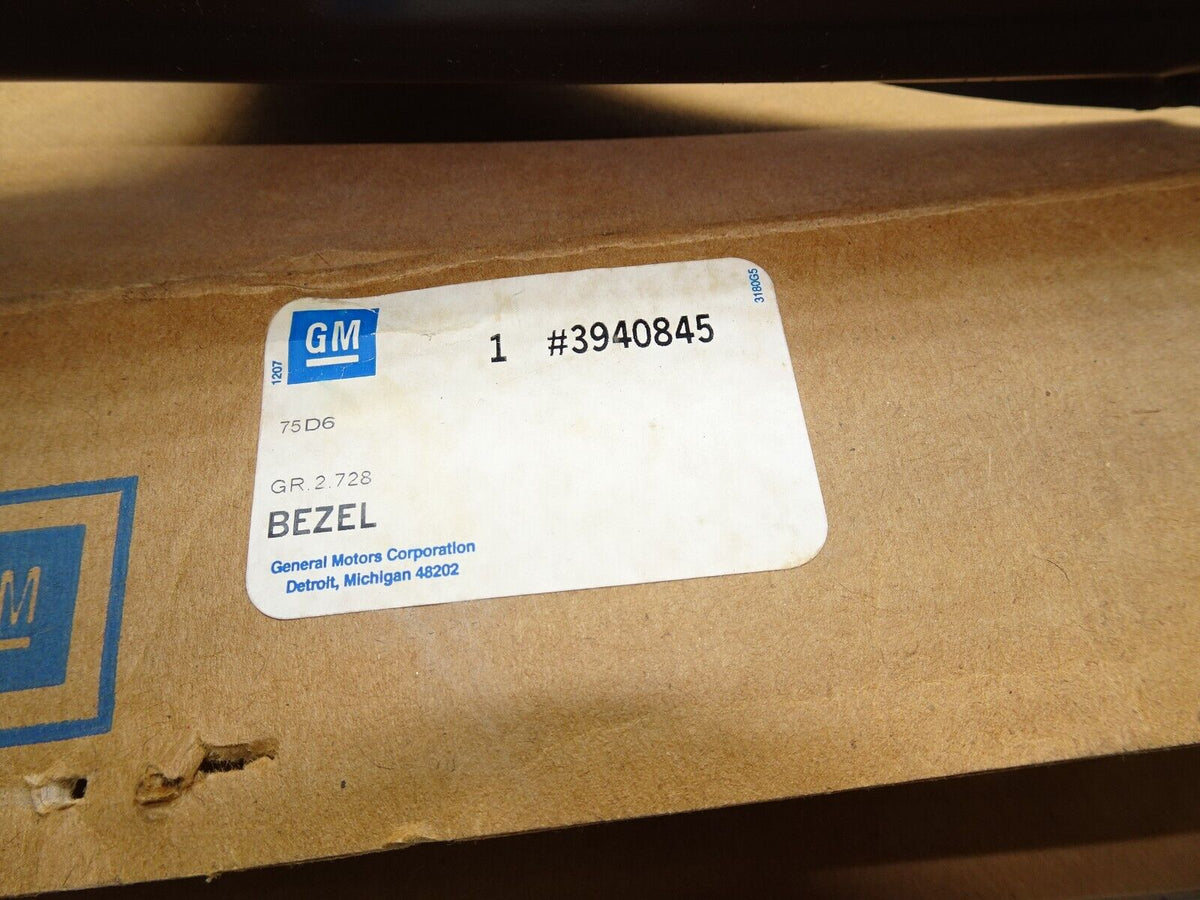 GM
1 #3940845
3180G5
1207
75D6
GR.2.728
BEZEL
General Motors Corporation
Detroit, Michigan 48202
M